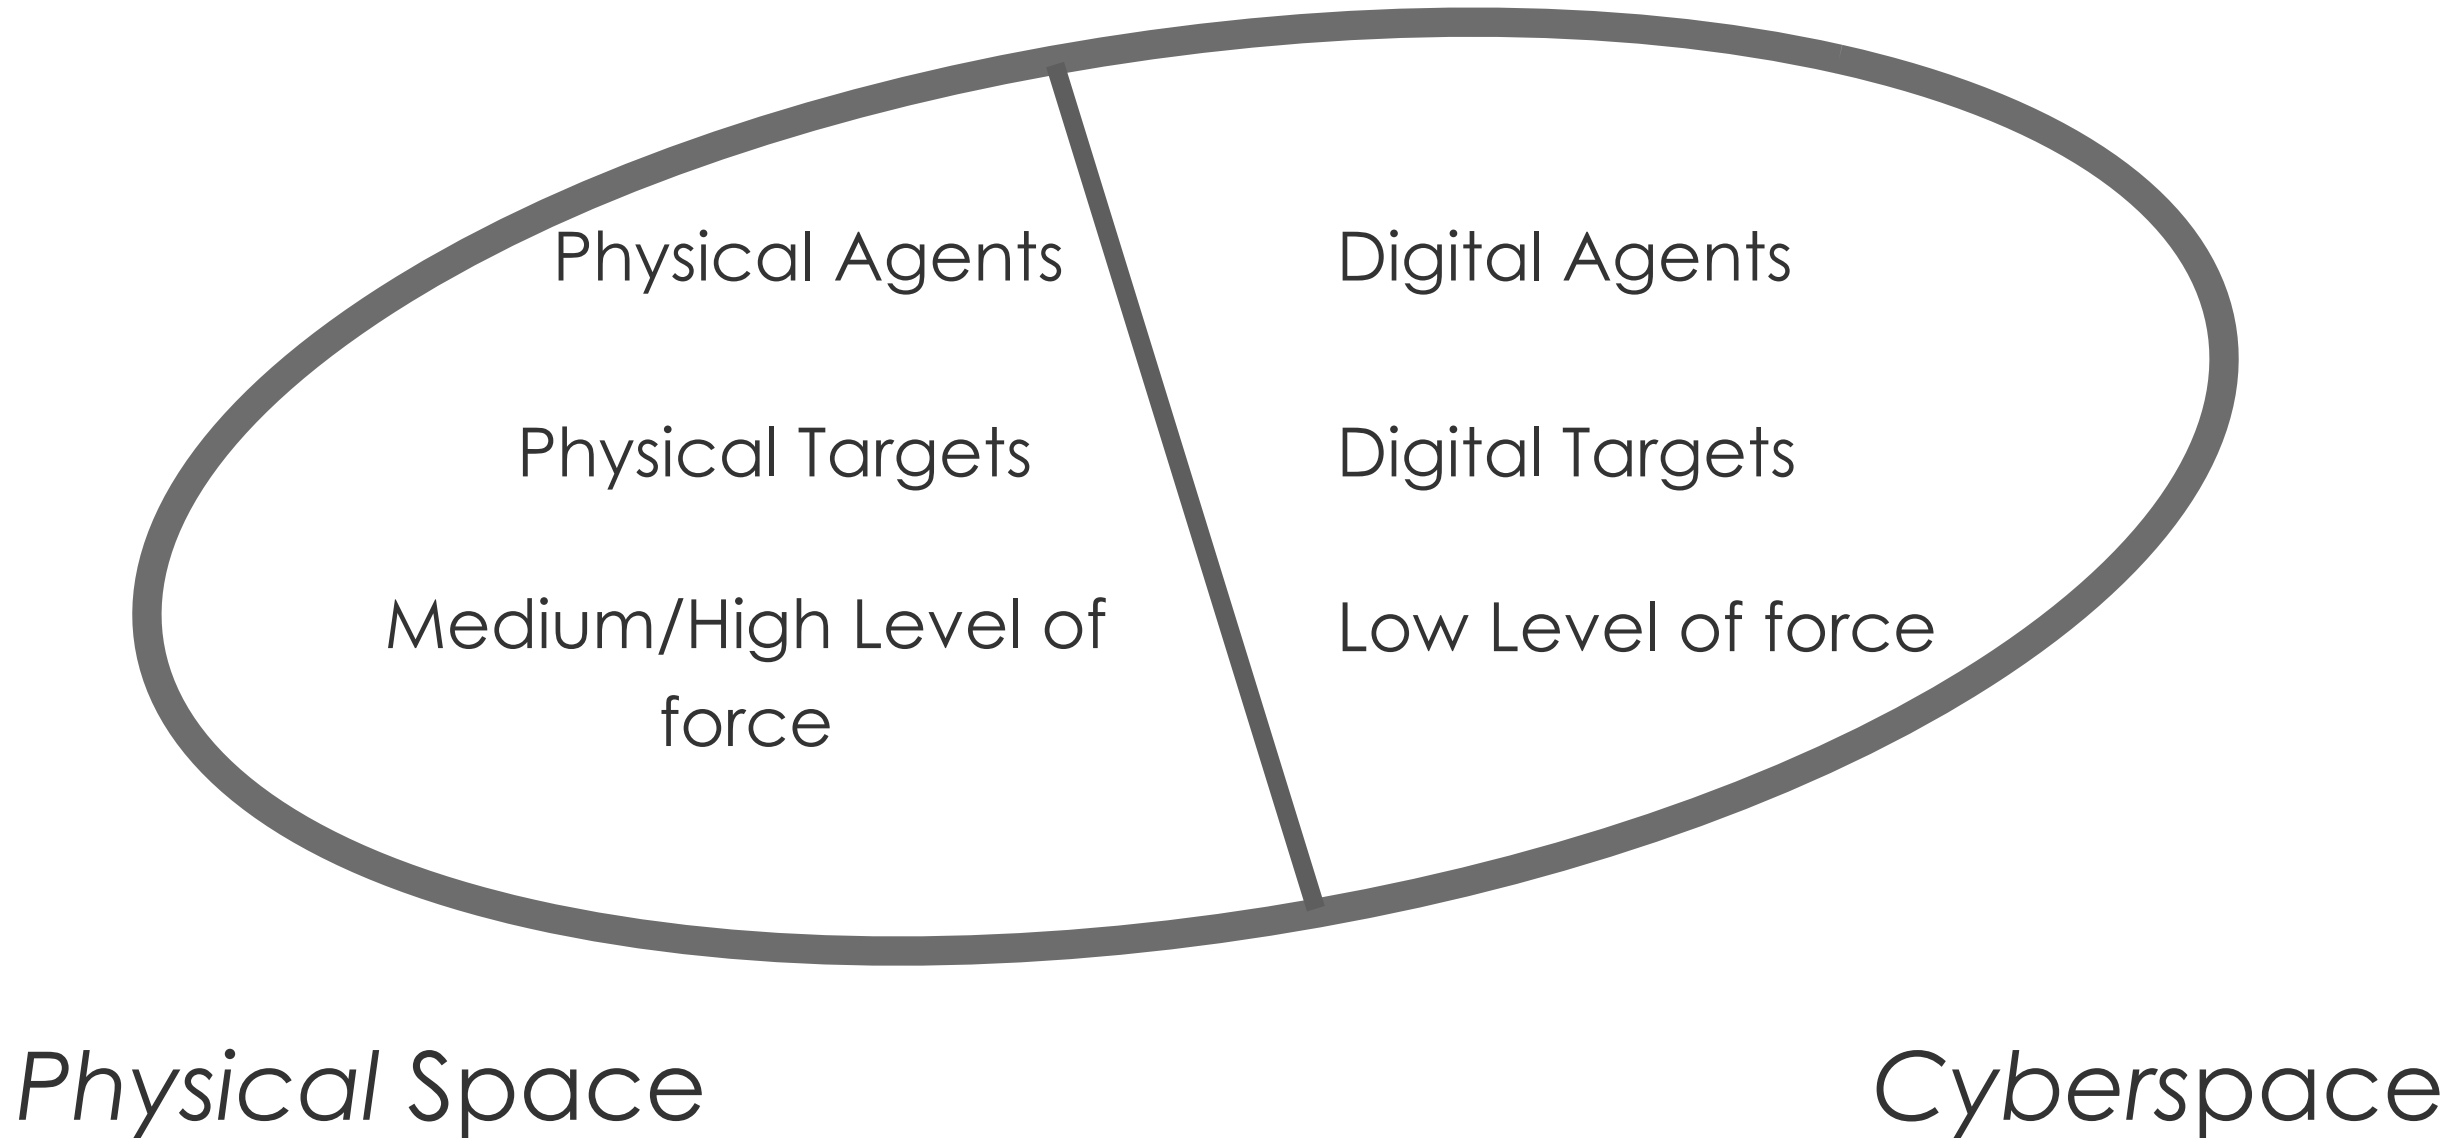 Physical Agents
Digital Agents
Physical Targets
Digital Targets
Medium/High Level of
force
Low Level of force
Physical Space
Cyberspace